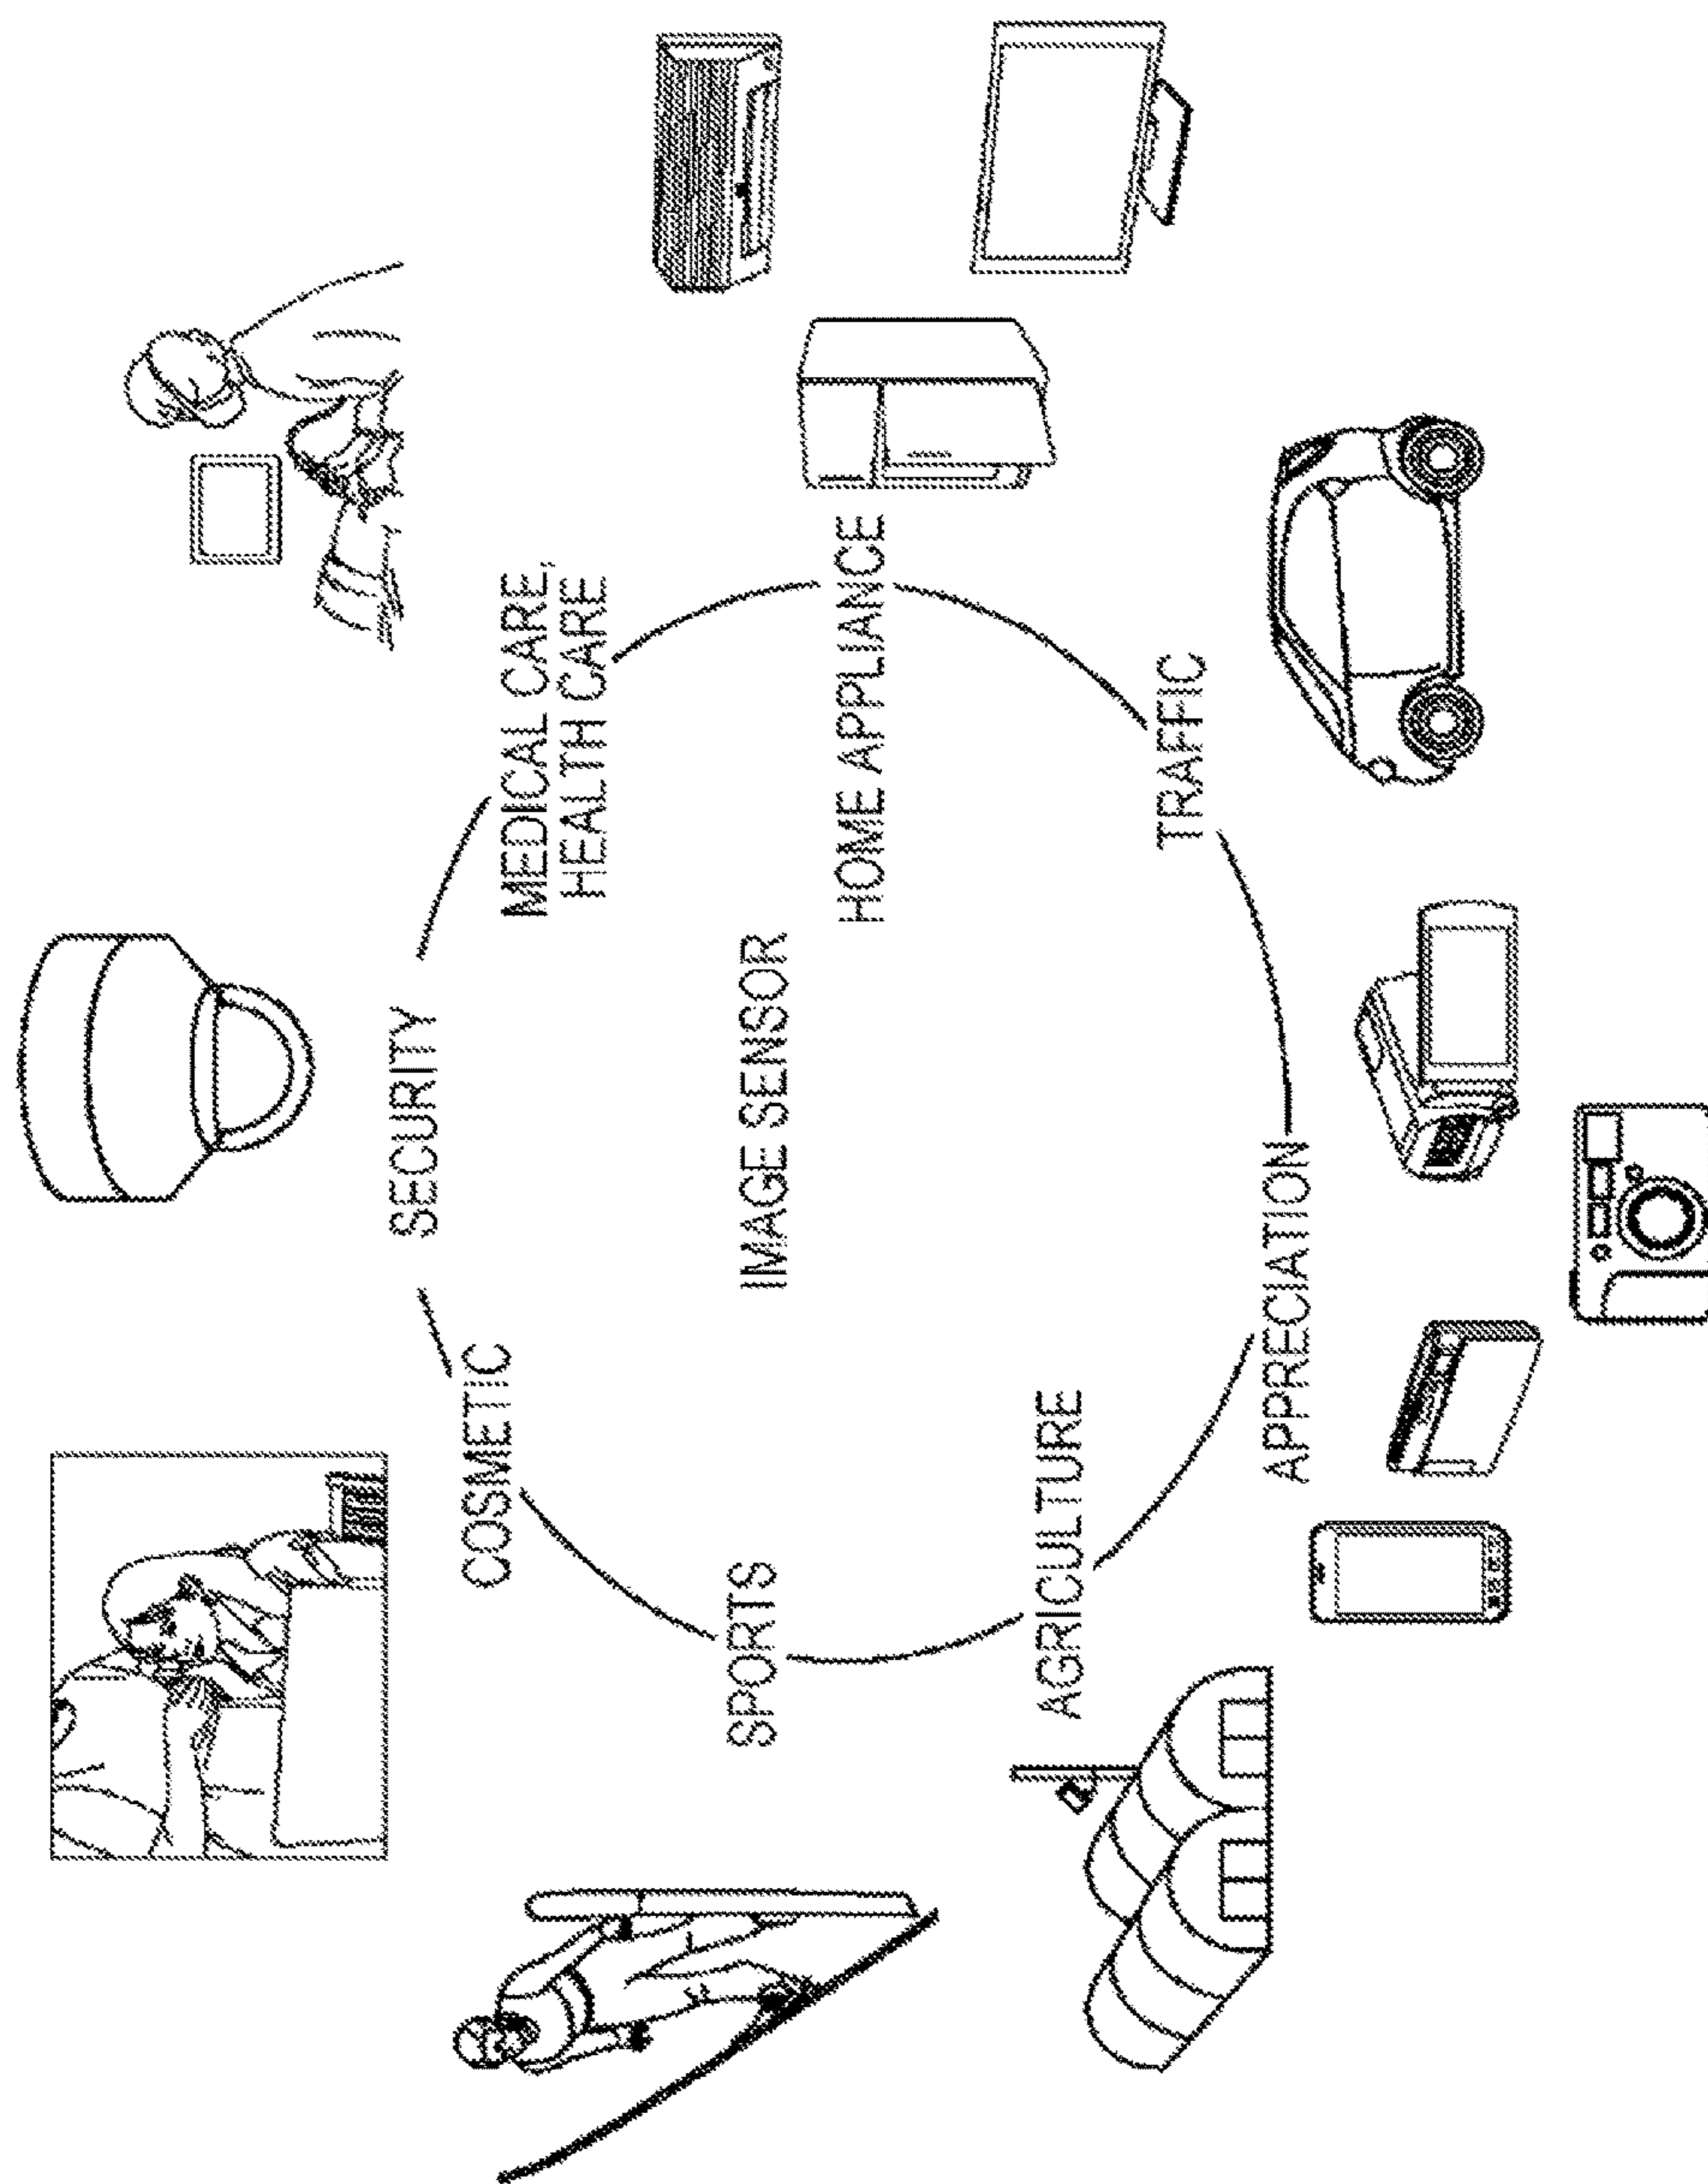 SECURITY
COSMETIC
MEDICAL CARE,
HEALTH CARE
SPORTS
IMAGE SENSOR
HOME APPLIANCE
AGRICULTURE
TRAFFIC
APPRECIATION